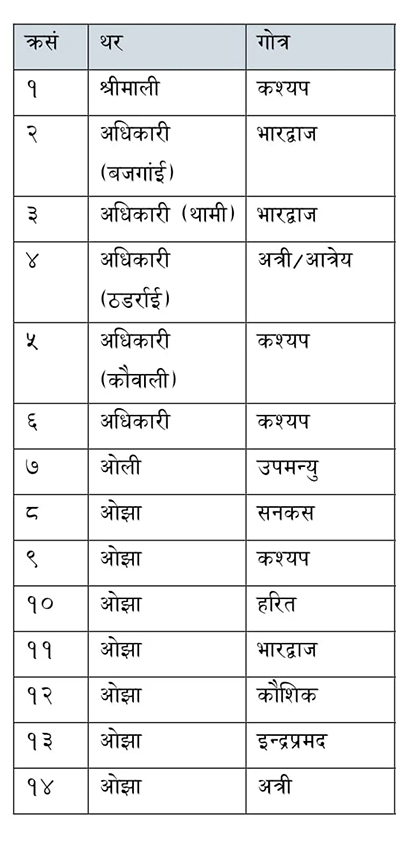 क्रसं थर गोत्र
१ श्रीमाली कश्यप
२ अधिकारी भारद्वाज
(बजगांई)
३ अधिकारी (थामी) भारद्वाज
४ अधिकारी अत्री/आत्रेय
(ठडर्राई)
५ अधिकारी कश्यप
(कौवाली)
६ अधिकारी कश्यप
७ ओली उपमन्यु
८ ओझा सनकस
९ ओझा कश्यप
१० ओझा हरित
११ ओझा भारद्वाज
१२ ओझा कौशिक
१३ ओझा इन्द्रप्रमद
१४ ओझा अत्री